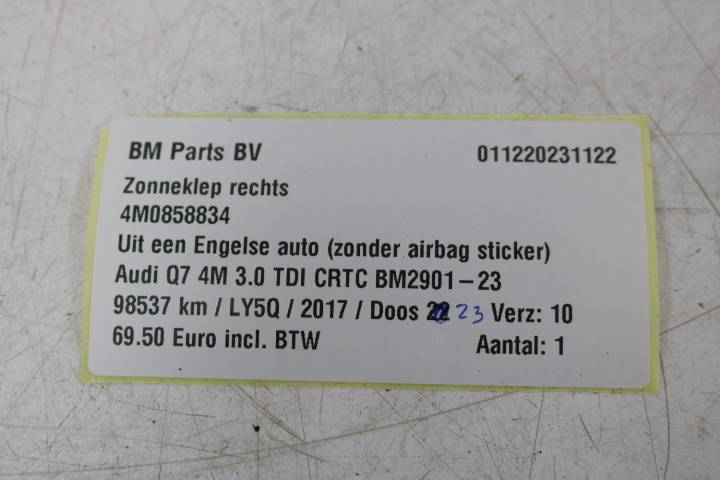 BM Parts BV 011220231122
Zonneklep rechts
4M0858834
Uit een Engelse auto (zonder airbag sticker)
Audi Q7 4M 3.0 TDI CRTC BM2901-23
98537 km / LY5Q / 2017 / Doos 22 23 Verz: 10
69.50 Euro incl. BTW Aantal: 1